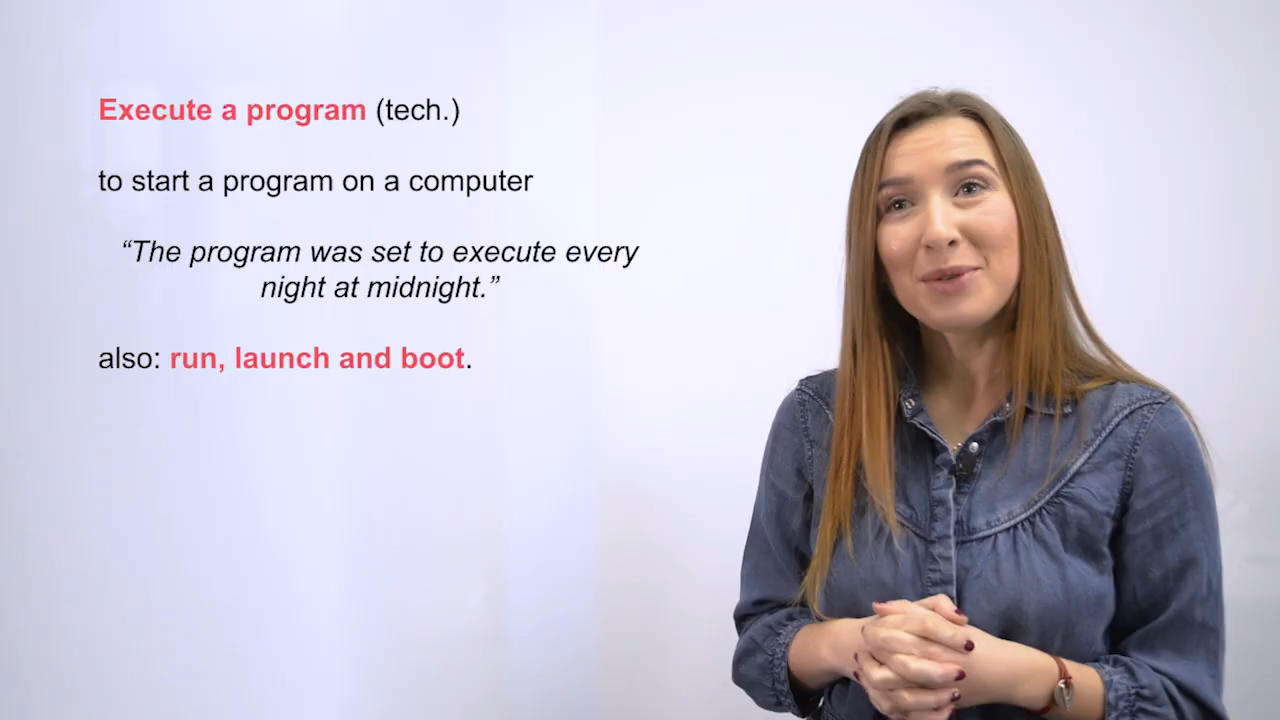 Execute a program (tech.)
to start a program on a computer
“The program was set to execute every
night at midnight.”
also: run, launch and boot.